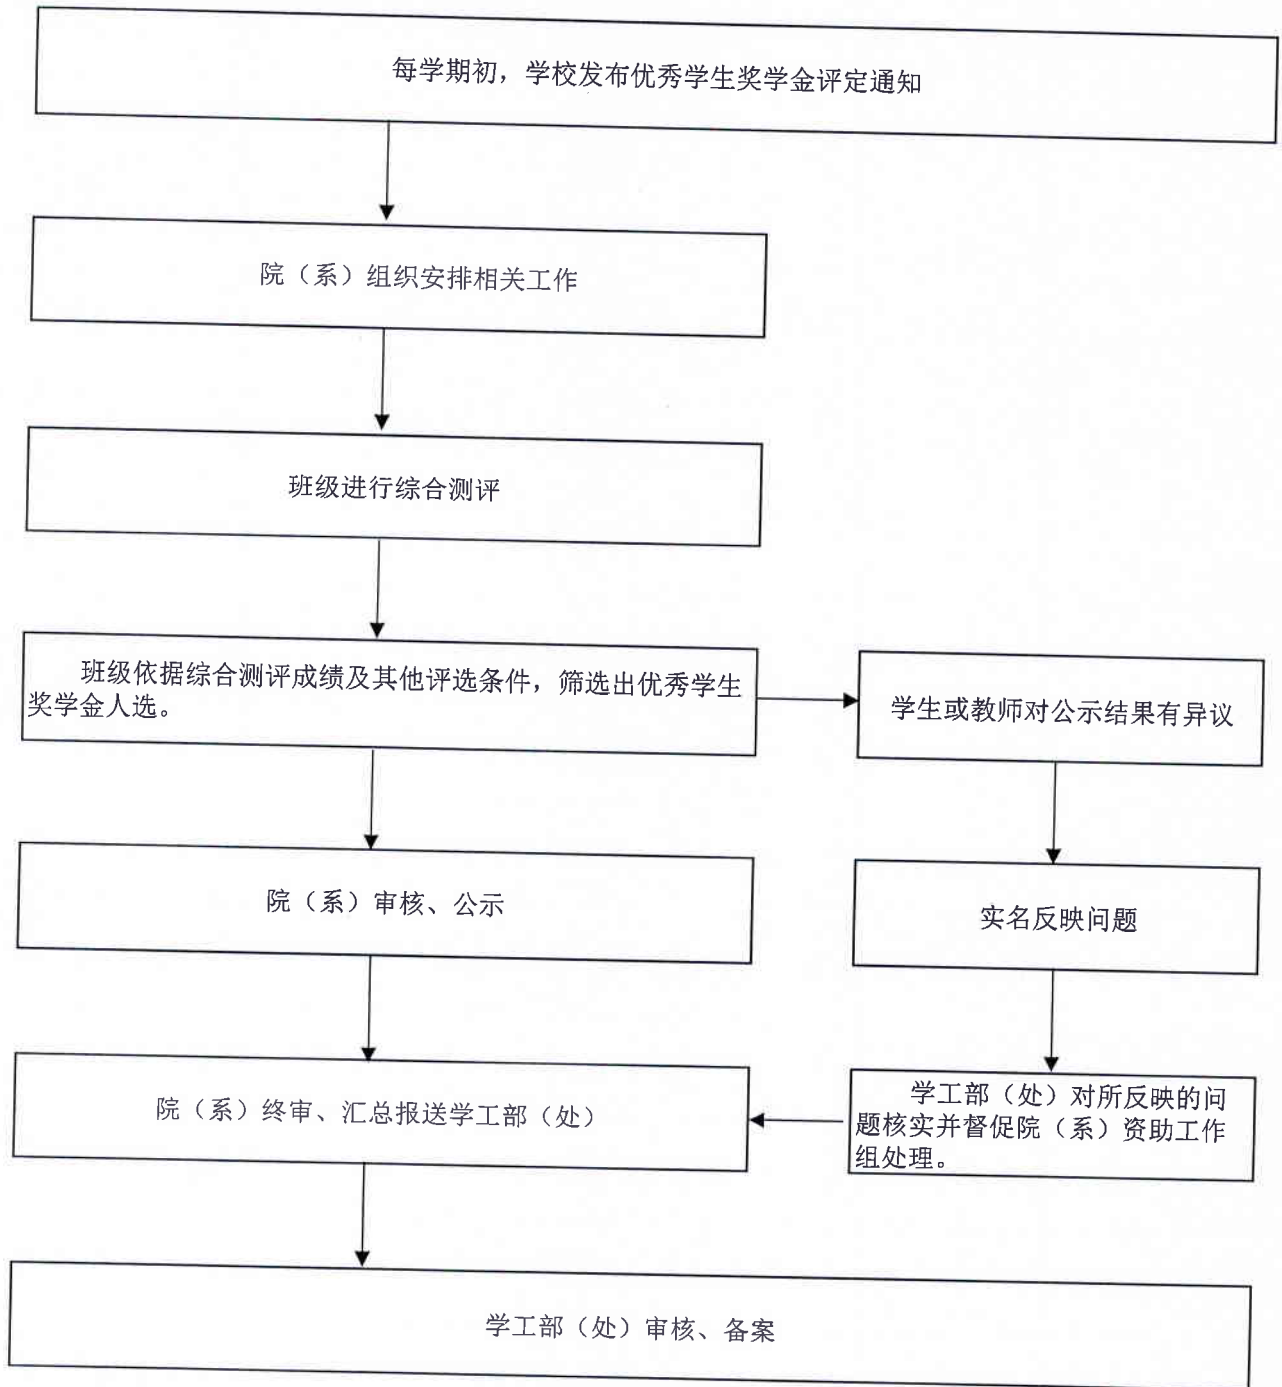 每学期初，学校发布优秀学生奖学金评定通知
院（系）组织安排相关工作
班级进行综合测评
班级依据综合测评成绩及其他评选条件，筛选出优秀学生
奖学金人选。
学生或教师对公示结果有异议
院（系）审核、公示
实名反映问题
院（系）终审、汇总报送学工部（处）
学工部（处）对所反映的问
题核实并督促院（系）资助工作
组处理。
学工部（处）审核、备案